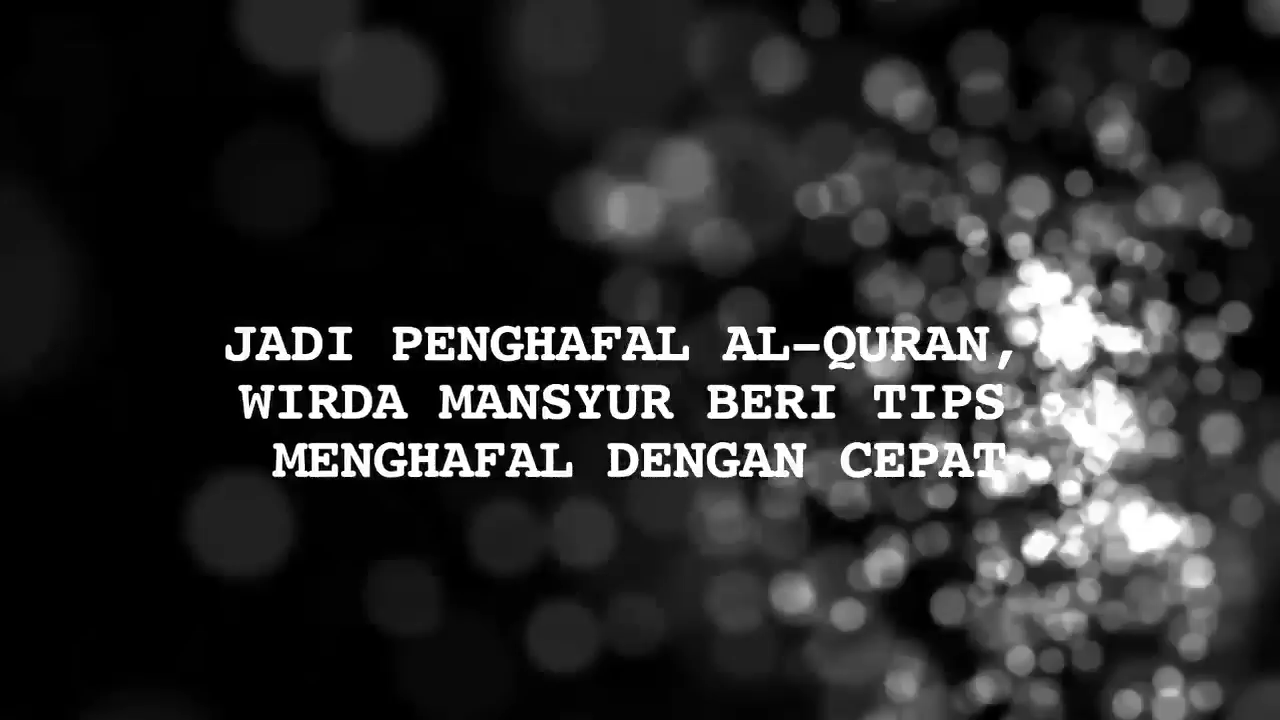 JADI PENGHAFAL AL-QURAN,
WIRDA MANSYUR BERI TIPS
MENGHAFAL DENGAN CEPAT